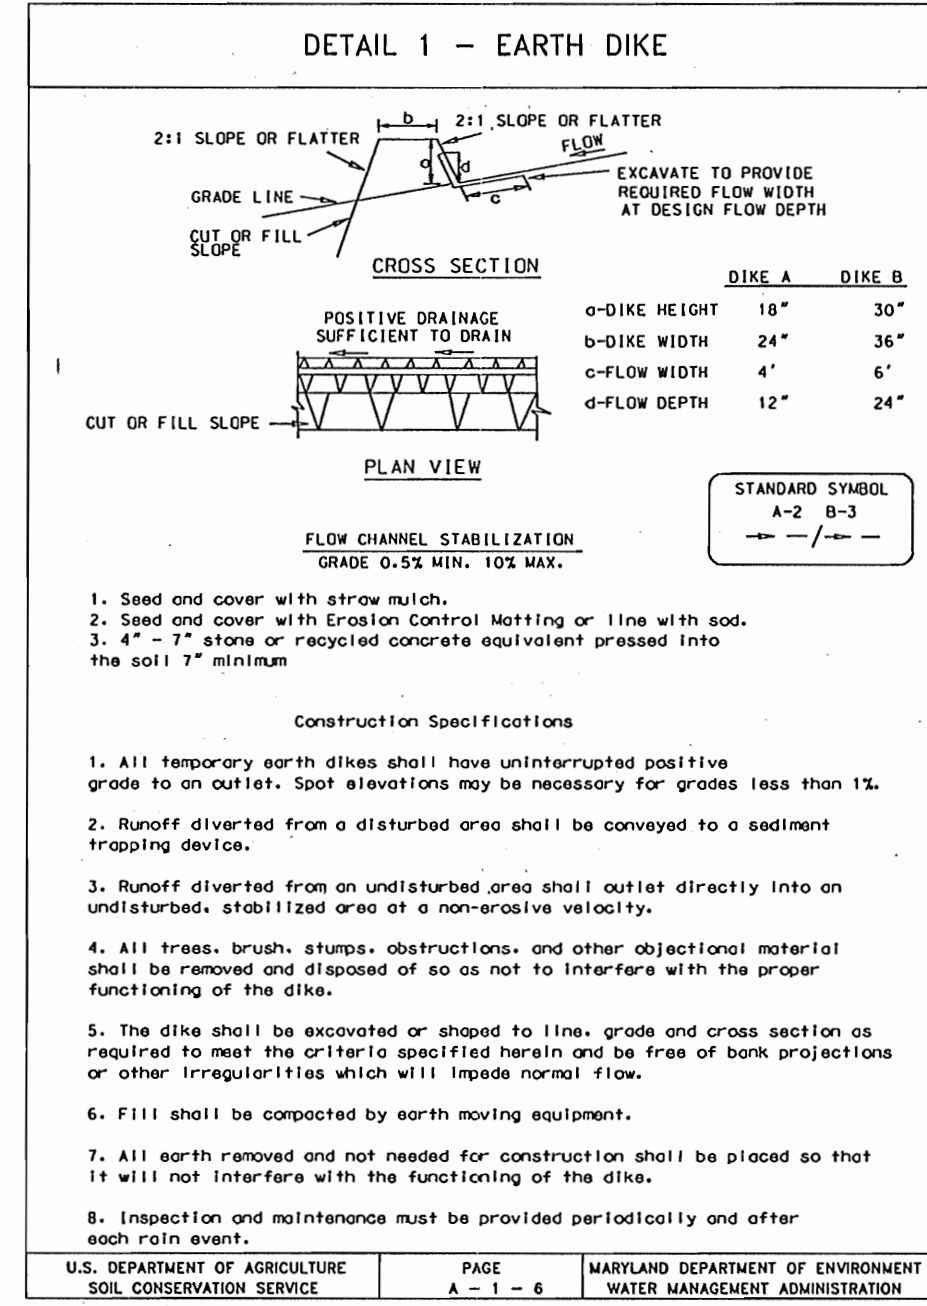 DETAIL 1 - EARTH DIKE
b
2:1 SLOPE OR FLATTER
2:1 SLOPE OR FLATTER
FLOW
a
d
EXCAVATE TO PROVIDE
REQUIRED FLOW WIDTH
AT DESIGN FLOW DEPTH
GRADE LINE
c
CUT OR FILL
SLOPE
CROSS SECTION
DIKE A DIKE B
a-DIKE HEIGHT 18" 30"
b-DIKE WIDTH 24" 36"
c-FLOW WIDTH 4' 6'
d-FLOW DEPTH 12" 24"
POSITIVE DRAINAGE
SUFFICIENT TO DRAIN
CUT OR FILL SLOPE
PLAN VIEW
STANDARD SYMBOL
A-2 B-3
FLOW CHANNEL STABILIZATION
GRADE 0.5% MIN. 10% MAX.
1. Seed and cover with straw mulch.
2. Seed and cover with Erosion Control Matting or line with sod.
3. 4" - 7" stone or recycled concrete equivalent pressed into
the soil 7" minimum
Construction Specifications
1. All temporary earth dikes shall have uninterrupted positive
grade to an outlet. Spot elevations may be necessary for grades less than 1%.
2. Runoff diverted from a disturbed area shall be conveyed to a sediment
trapping device.
3. Runoff diverted from an undisturbed area shall outlet directly into an
undisturbed, stabilized area at a non-erosive velocity.
4. All trees, brush, stumps, obstructions, and other objectional material
shall be removed and disposed of so as not to interfere with the proper
functioning of the dike.
5. The dike shall be excavated or shaped to line, grade and cross section as
required to meet the criteria specified herein and be free of bank projections
or other irregularities which will impede normal flow.
6. Fill shall be compacted by earth moving equipment.
7. All earth removed and not needed for construction shall be placed so that
it will not interfere with the functioning of the dike.
8. Inspection and maintenance must be provided periodically and after
each rain event.
U.S. DEPARTMENT OF AGRICULTURE
SOIL CONSERVATION SERVICE
PAGE
A - 1 - 6
MARYLAND DEPARTMENT OF ENVIRONMENT
WATER MANAGEMENT ADMINISTRATION